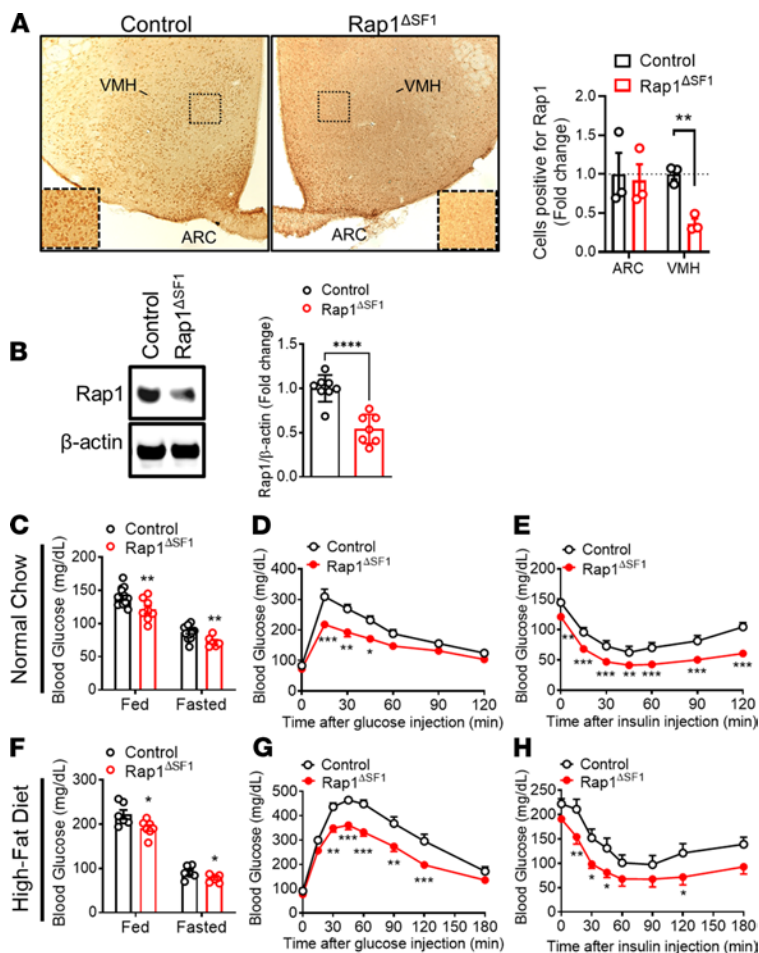 A
Control
Rap1ΔSF1
VMH
VMH
ARC
ARC
Control
Rap1ΔSF1
Cells positive for Rap1
(Fold change)
2.0
1.5
1.0
0.5
0.0
**
ARC VMH
B
Control
Rap1ΔSF1
Rap1
β-actin
Control
Rap1ΔSF1
Rap1/β-actin (Fold change)
1.5
1.0
0.5
0.0
****
Normal Chow
C
Control
Rap1ΔSF1
Blood Glucose (mg/dL)
200
150
100
50
0
**
**
Fed Fasted
D
Control
Rap1ΔSF1
Blood Glucose (mg/dL)
400
300
200
100
0
*** ** *
0 30 60 90 120
Time after glucose injection (min)
E
Control
Rap1ΔSF1
Blood Glucose (mg/dL)
200
150
100
50
0
** *** *** ** *** *** ***
0 30 60 90 120
Time after insulin injection (min)
High-Fat Diet
F
Control
Rap1ΔSF1
Blood Glucose (mg/dL)
300
200
100
0
*
*
Fed Fasted
G
Control
Rap1ΔSF1
Blood Glucose (mg/dL)
500
400
300
200
100
0
** *** *** ** ***
0 30 60 90 120 150 180
Time after glucose injection (min)
H
Control
Rap1ΔSF1
Blood Glucose (mg/dL)
250
200
150
100
50
0
** * * *
0 30 60 90 120 150 180
Time after insulin injection (min)